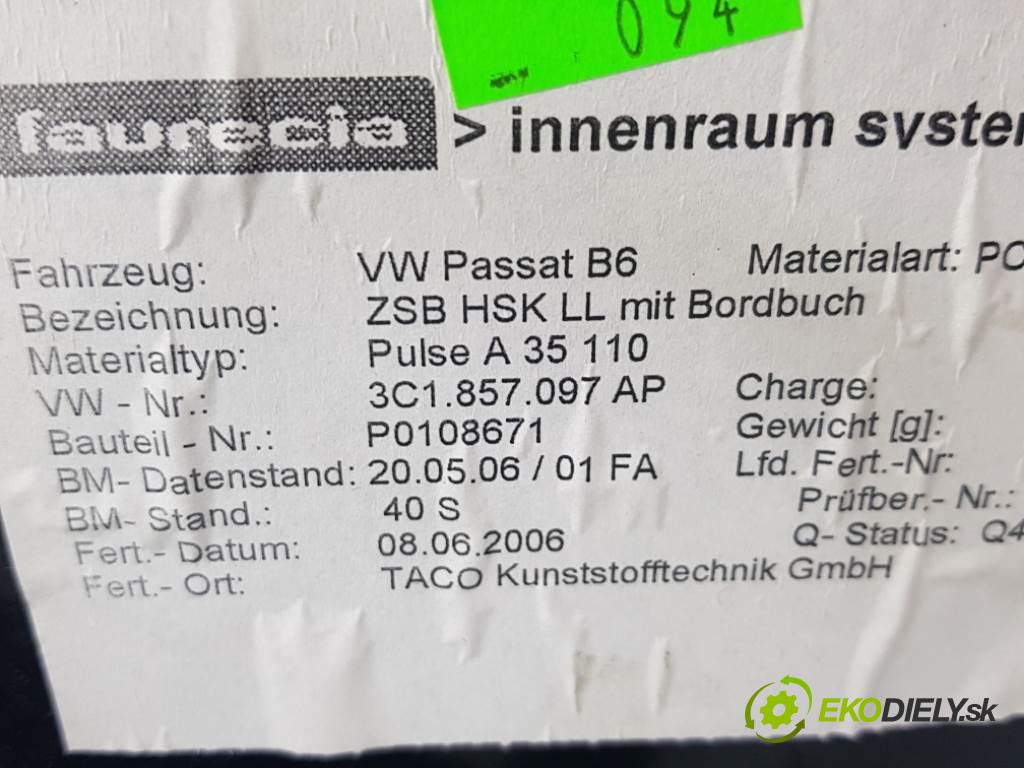 094
faurecia > innenraum
Fahrzeug: VW Passat B6 Materialart:
Bezeichnung: ZSB HSK LL mit Bordbuch
Materialtyp: Pulse A 35 110
VW - Nr.: 3C1.857.097 AP Charge:
Bauteil - Nr.: P0108671 Gewicht [g]:
BM- Datenstand: 20.05.06 / 01 FA Lfd. Fert.-Nr:
BM- Stand.: 40 S Prüfber.- Nr.:
Fert.- Datum: 08.06.2006 Q- Status: Q4
Fert.- Ort: TACO Kunststofftechnik GmbH
EKODIELY.sk